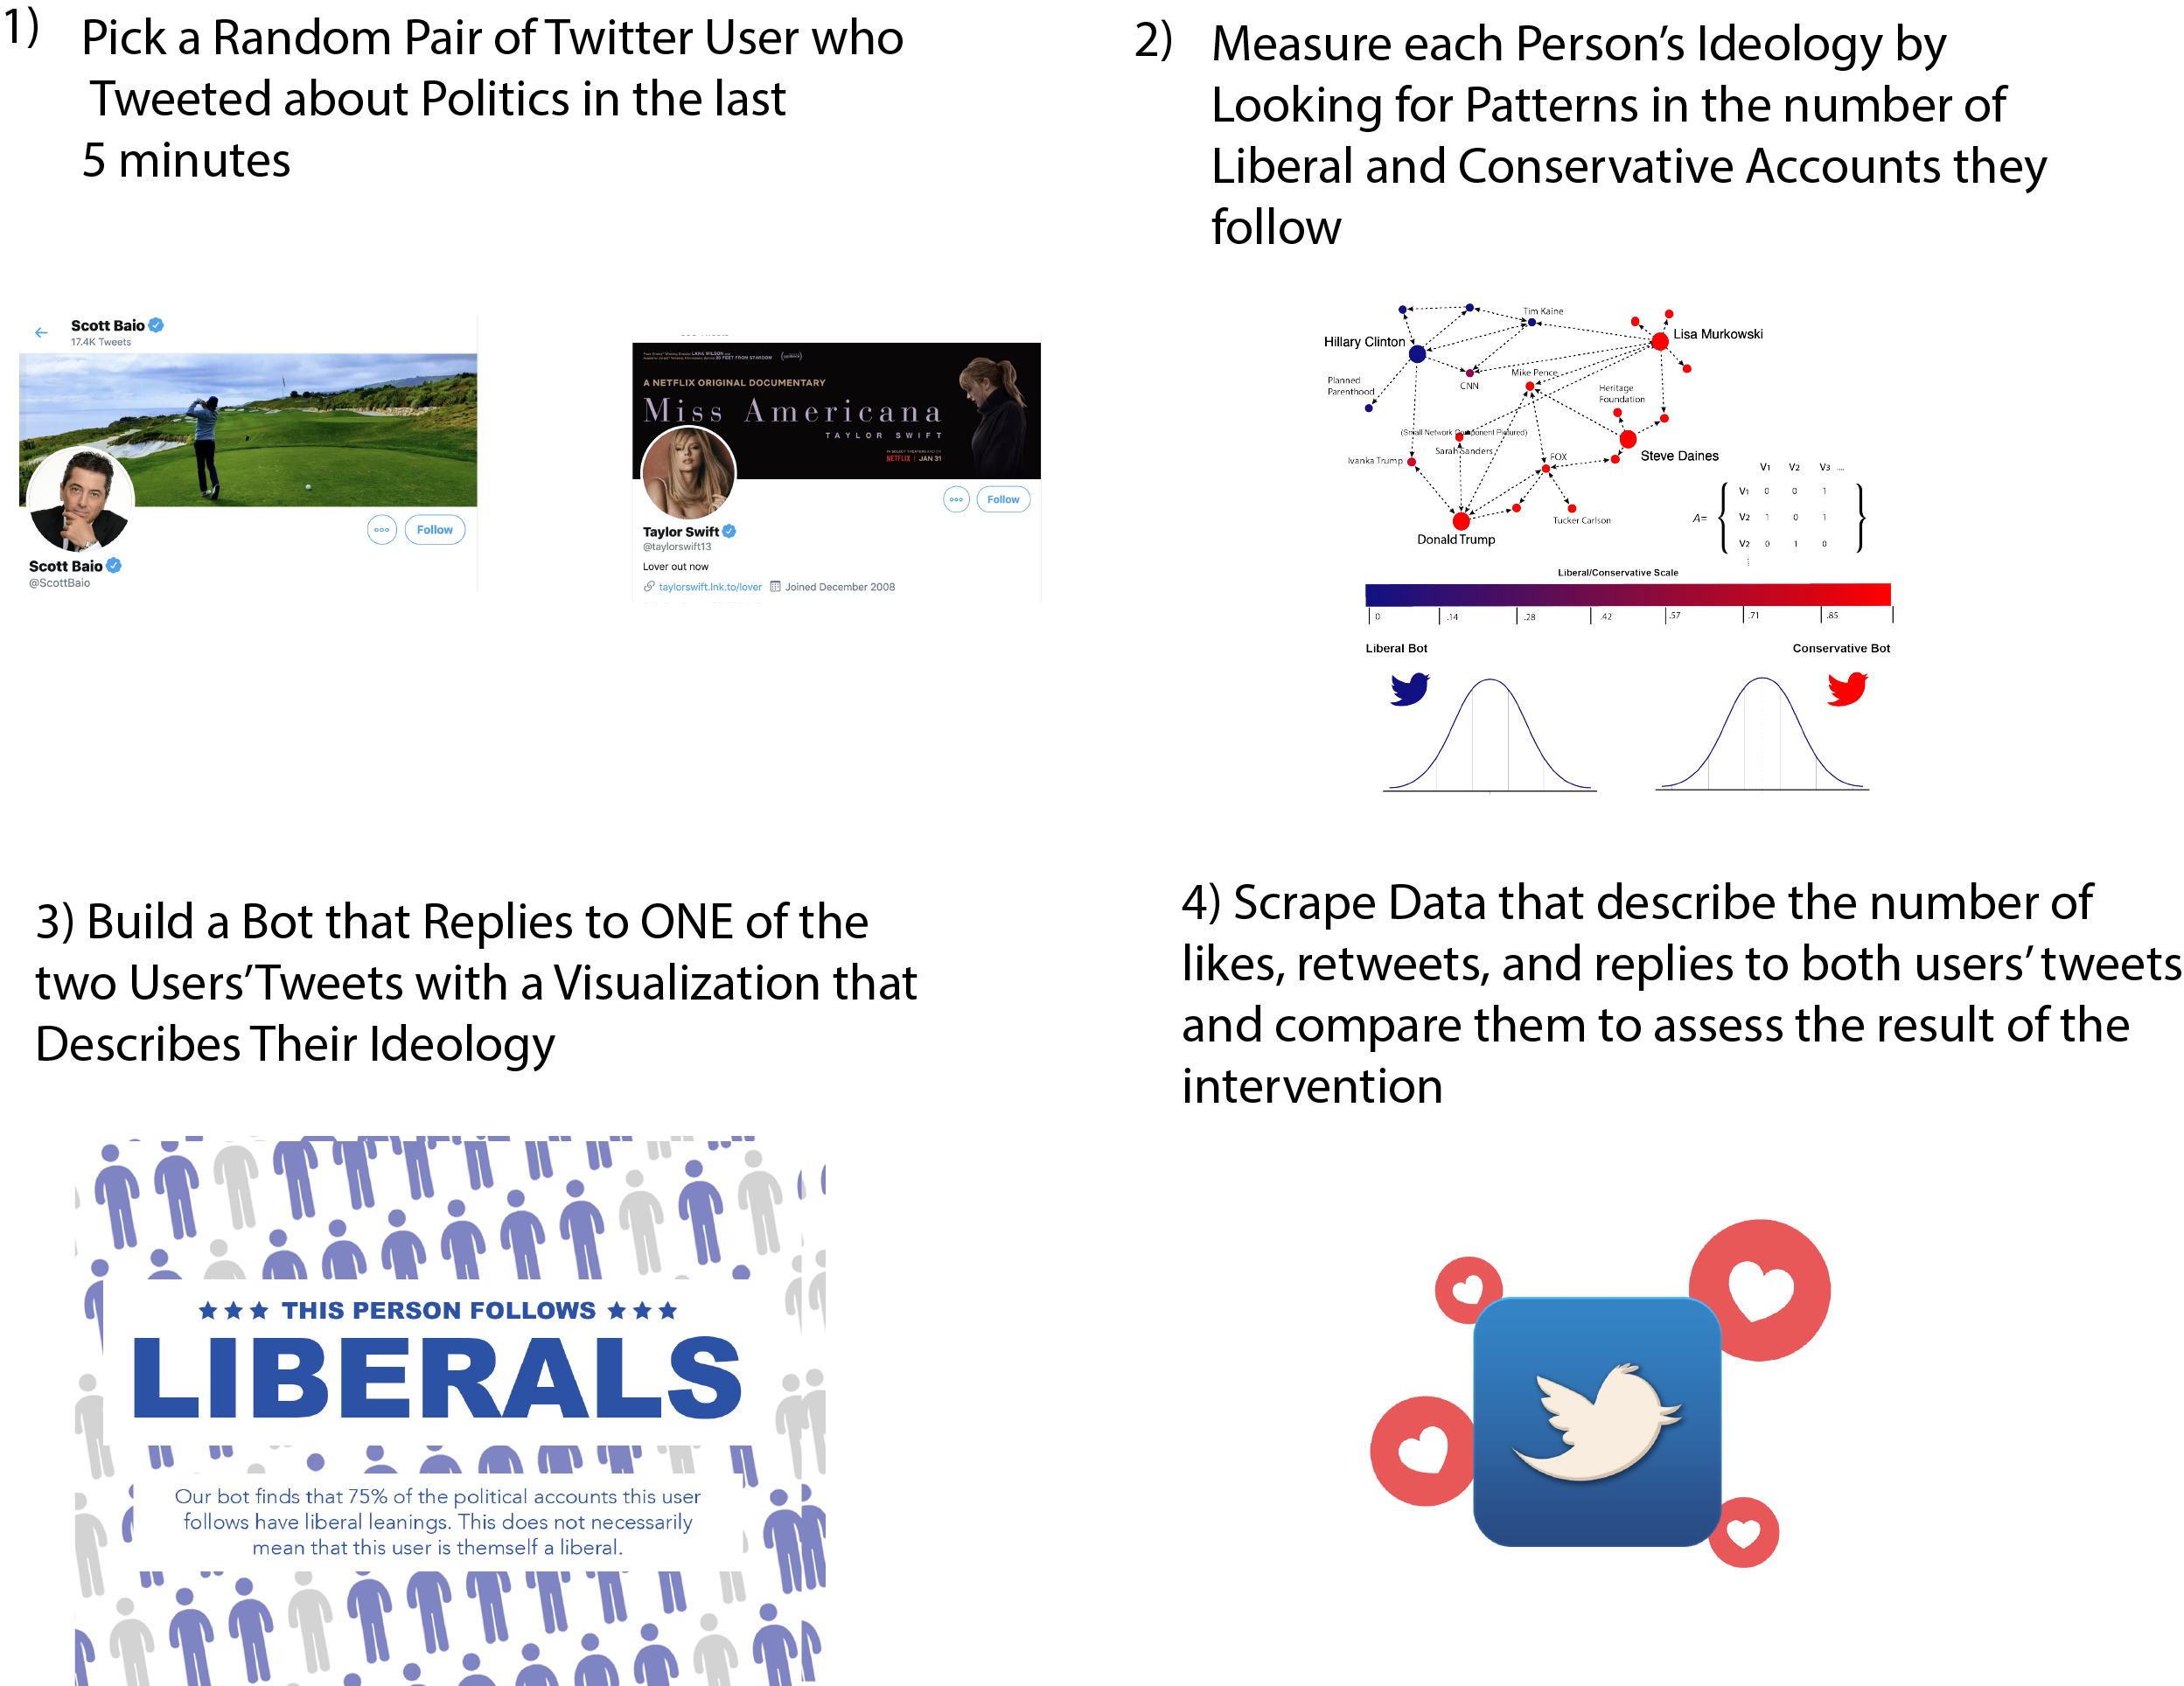 1) Pick a Random Pair of Twitter User who
Tweeted about Politics in the last
5 minutes
Scott Baio
17.4K Tweets
Follow
Scott Baio
@ScottBaio
A NETFLIX ORIGINAL DOCUMENTARY
Miss Americana
TAYLOR SWIFT
NETFLIX | JAN 31
Follow
Taylor Swift
@taylorswift13
Lover out now
taylorswift.lnk.to/lover Joined December 2008
2) Measure each Person's Ideology by
Looking for Patterns in the number of
Liberal and Conservative Accounts they
follow
Tim Kaine
Hillary Clinton
Lisa Murkowski
Planned
Parenthood
CNN
Mike Pence
Heritage
Foundation
(Small Network Component Pictured)
Sarah Sanders
Ivanka Trump
FOX
Steve Daines
Tucker Carlson
Donald Trump
V1 V2 V3 ....
V1 0 0 1
A= V2 1 0 1
V2 0 1 0
Liberal/Conservative Scale
0 .14 .28 .42 .57 .71 .85
Liberal Bot Conservative Bot
3) Build a Bot that Replies to ONE of the
two Users' Tweets with a Visualization that
Describes Their Ideology
THIS PERSON FOLLOWS
LIBERALS
Our bot finds that 75% of the political accounts this user
follows have liberal leanings. This does not necessarily
mean that this user is themself a liberal.
4) Scrape Data that describe the number of
likes, retweets, and replies to both users' tweets
and compare them to assess the result of the
intervention